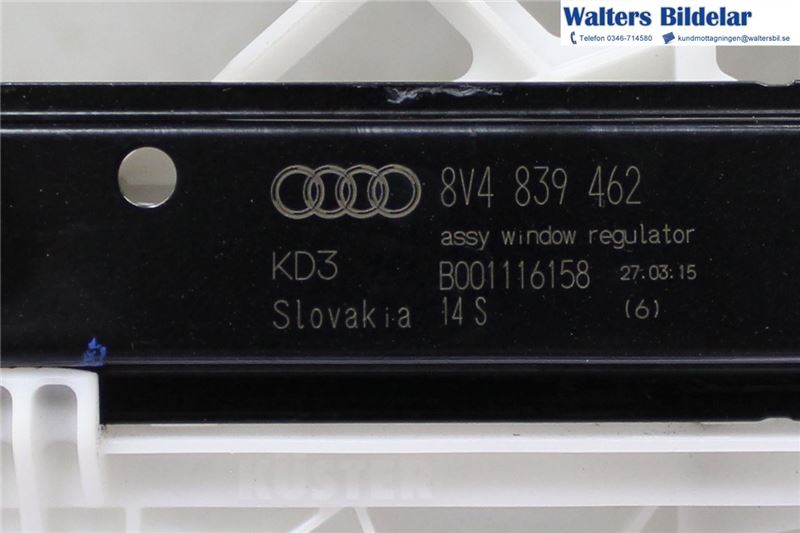 Walters Bildelar
Telefon 0346-714580 kundmottagningen@waltersbil.se
8V4 839 462
assy window regulator
KD3 B001116158 27.03.15
Slovakia 14 S (6)
KÜSTER